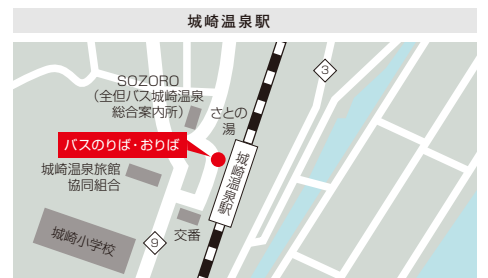 城崎温泉駅
3
SOZORO
（全但バス城崎温泉
総合案内所）
さとの
湯
バスのりば・おりば
城崎温泉駅
城崎温泉旅館
協同組合
交番
城崎小学校
9